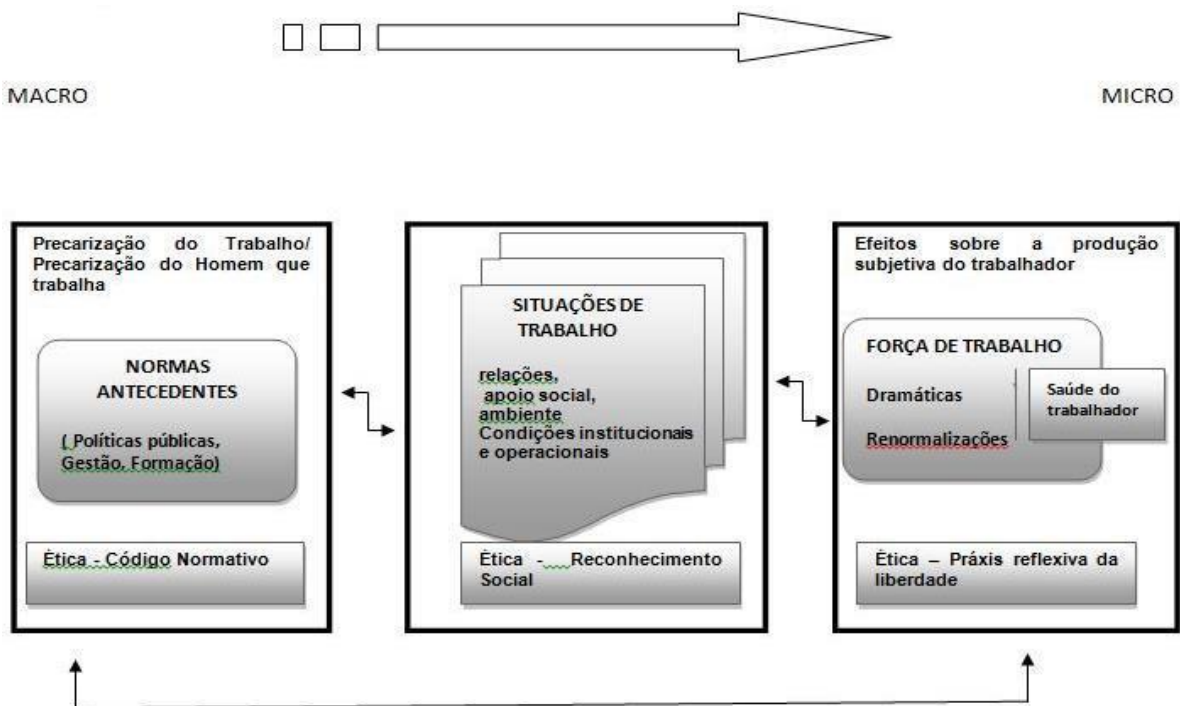 MACRO
MICRO
Precarização do Trabalho/
Precarização do Homem que
trabalha
NORMAS
ANTECEDENTES
( Políticas públicas,
Gestão, Formação)
Ética - Código Normativo
SITUAÇÕES DE
TRABALHO
relações,
apoio social,
ambiente
Condições institucionais
e operacionais
Ética - Reconhecimento
Social
Efeitos sobre a produção
subjetiva do trabalhador
FORÇA DE TRABALHO
Dramáticas
Renormalizações
Saúde do
trabalhador
Ética – Práxis reflexiva da
liberdade